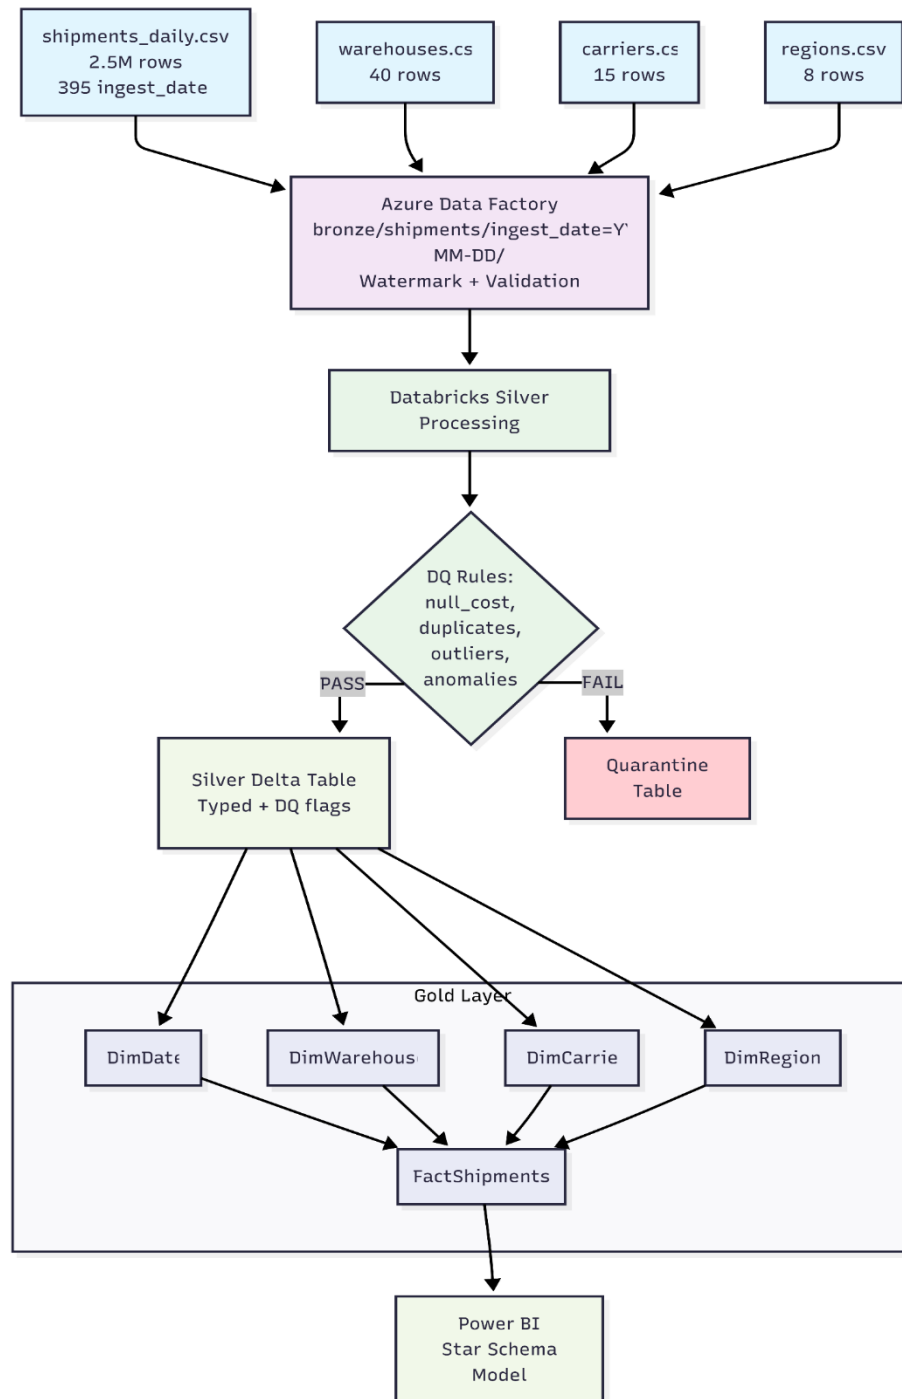 shipments_daily.csv
2.5M rows
395 ingest_date
warehouses.cs
40 rows
carriers.cs
15 rows
regions.csv
8 rows
Azure Data Factory
bronze/shipments/ingest_date=Y
MM-DD/
Watermark + Validation
Databricks Silver
Processing
DQ Rules:
null_cost,
duplicates,
outliers,
anomalies
PASS
FAIL
Silver Delta Table
Typed + DQ flags
Quarantine
Table
Gold Layer
DimDate
DimWarehous
DimCarrie
DimRegion
FactShipments
Power BI
Star Schema
Model